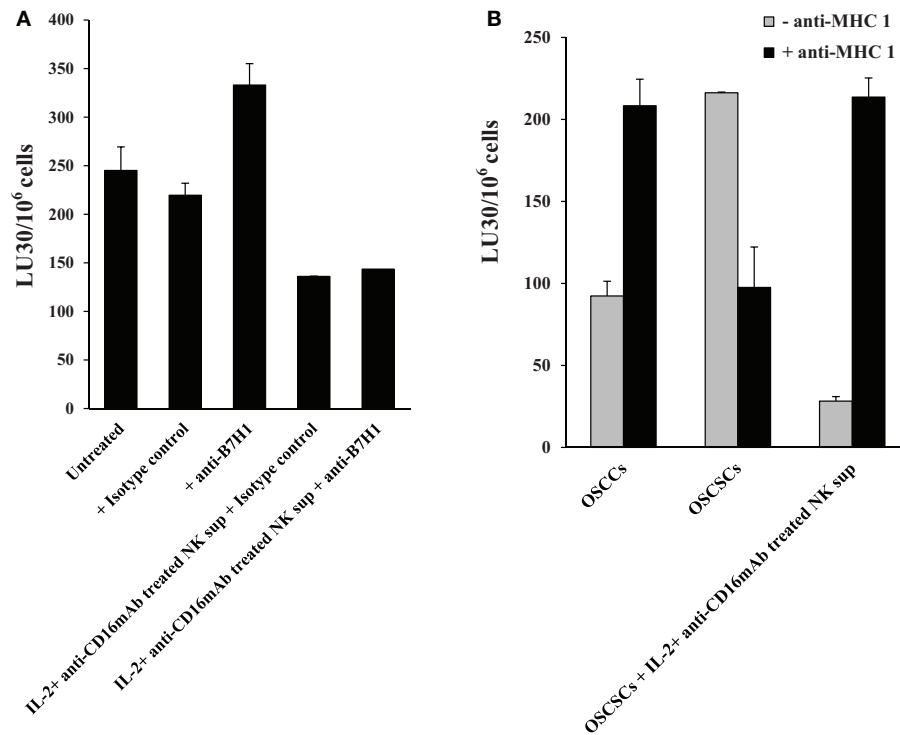 A
LU30/10⁶ cells
400
350
300
250
200
150
100
50
0
Untreated
+ Isotype control
+ anti-B7H1
IL-2+ anti-CD16mAb treated NK sup + Isotype control
IL-2+ anti-CD16mAb treated NK sup + anti-B7H1
B
- anti-MHC 1
+ anti-MHC 1
LU30/10⁶ cells
250
200
150
100
50
0
OSCCs
OSCSCs
OSCSCs + IL-2+ anti-CD16mAb treated NK sup